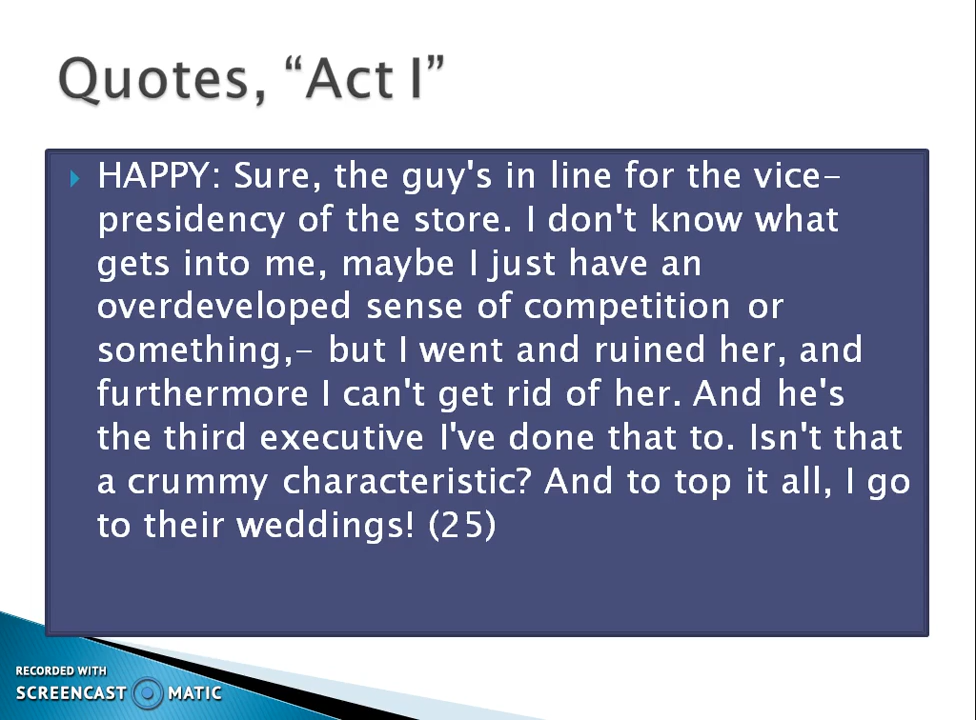 Quotes, “Act I”
HAPPY: Sure, the guy's in line for the vice-
presidency of the store. I don't know what
gets into me, maybe I just have an
overdeveloped sense of competition or
something,- but I went and ruined her, and
furthermore I can't get rid of her. And he's
the third executive I've done that to. Isn't that
a crummy characteristic? And to top it all, I go
to their weddings! (25)
RECORDED WITH
SCREENCAST MATIC